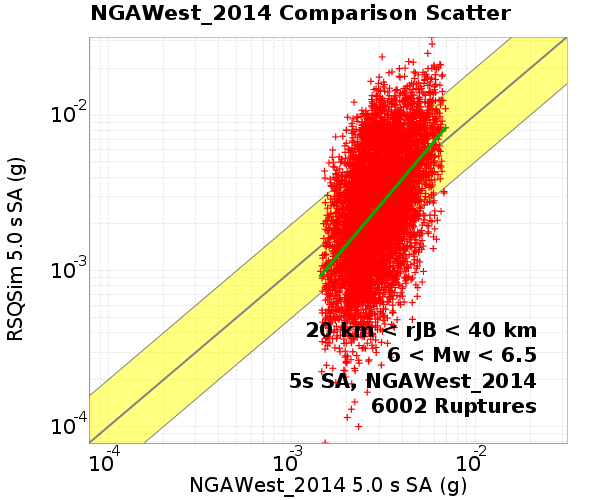 NGAWest_2014 Comparison Scatter
RSQSim 5.0 s SA (g)
10-2
10-3
10-4
20 km < rJB < 40 km
6 < Mw < 6.5
5s SA, NGAWest_2014
6002 Ruptures
10-4 10-3 10-2
NGAWest_2014 5.0 s SA (g)